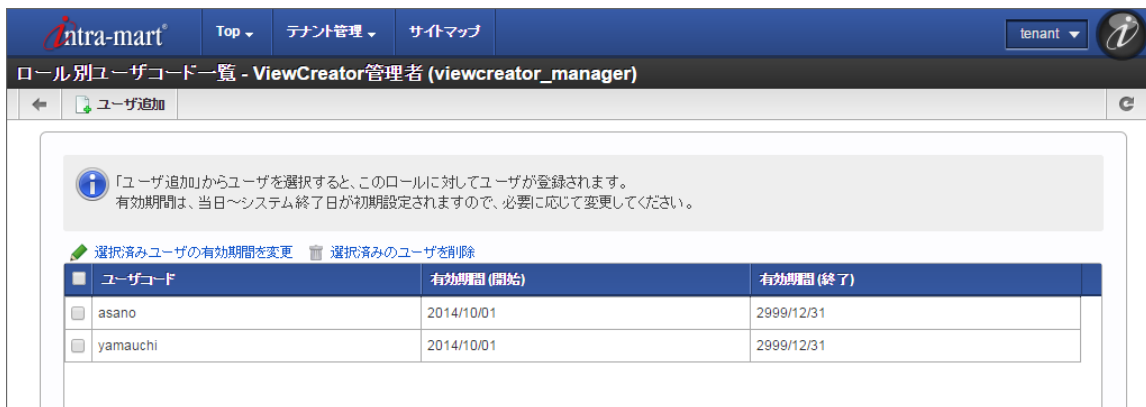 intra-mart® Top テナント管理 サイトマップ tenant
ロール別ユーザコード一覧 - ViewCreator管理者 (viewcreator_manager)
ユーザ追加
「ユーザ追加」からユーザを選択すると、このロールに対してユーザが登録されます。
有効期間は、当日～システム終了日が初期設定されますので、必要に応じて変更してください。
選択済みユーザの有効期間を変更 選択済みのユーザを削除
ユーザコード 有効期間(開始) 有効期間(終了)
asano 2014/10/01 2999/12/31
yamauchi 2014/10/01 2999/12/31